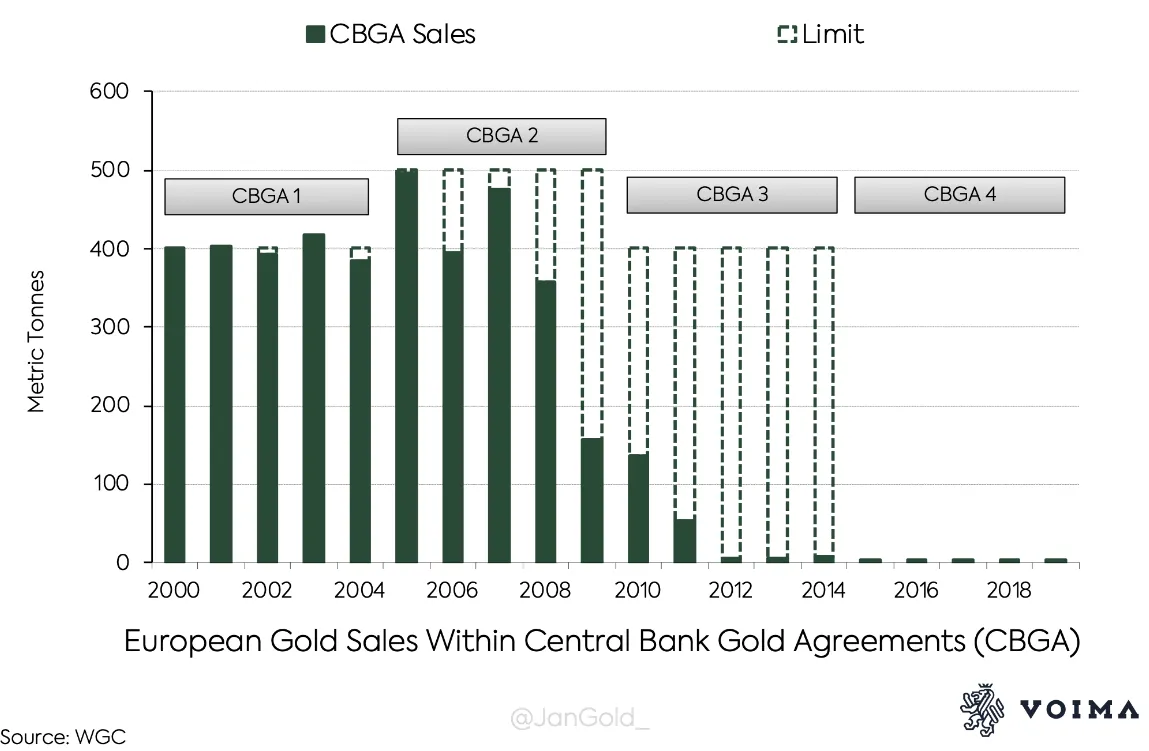 CBGA Sales
Limit
600
500
400
300
200
100
0
Metric Tonnes
CBGA 1
CBGA 2
CBGA 3
CBGA 4
2000
2002
2004
2006
2008
2010
2012
2014
2016
2018
European Gold Sales Within Central Bank Gold Agreements (CBGA)
@JanGold_
VOIMA
Source: WGC